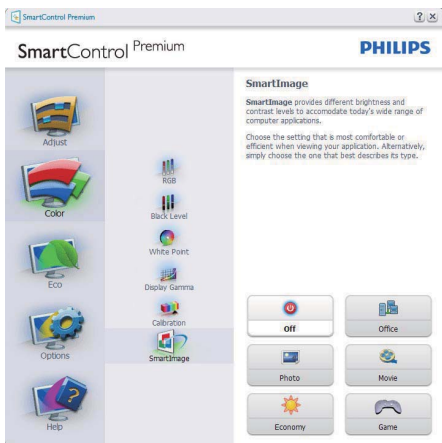 SmartControl Premium
? ×
SmartControl Premium
PHILIPS
Adjust
Color
Eco
Options
Help
RGB
Black Level
White Point
Display Gamma
Calibration
SmartImage
SmartImage
SmartImage provides different brightness and
contrast levels to accomodate today's wide range of
computer applications.
Choose the setting that is most comfortable or
efficient when viewing your application. Alternatively,
simply choose the one that best describes its type.
Off
Office
Photo
Movie
Economy
Game